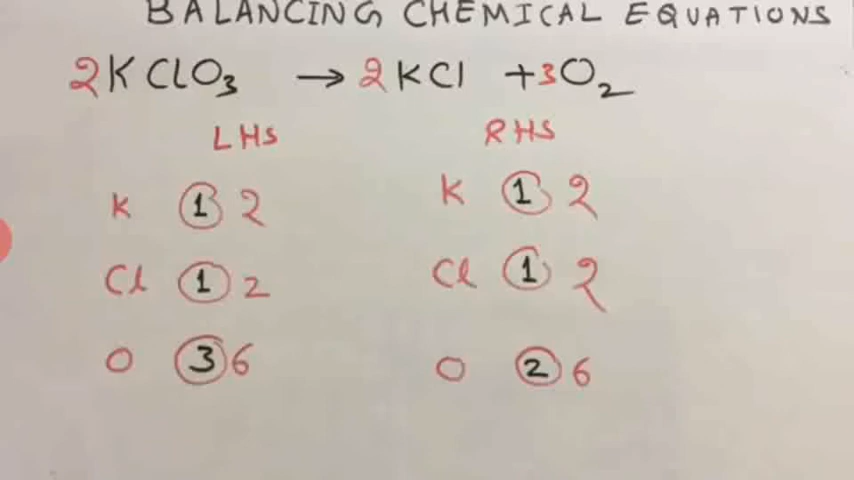 BALANCING CHEMICAL EQUATIONS
2KClO₃ → 2KCl + 3O₂
LHS RHS
K 1 2 K 1 2
Cl 1 2 Cl 1 2
O 3 6 O 2 6